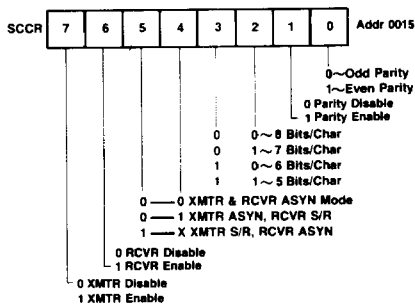 SCCR 7 6 5 4 3 2 1 0 Addr 0015
0~Odd Parity
1~Even Parity
0 Parity Disable
1 Parity Enable
0 0~8 Bits/Char
0 1~7 Bits/Char
1 0~6 Bits/Char
1 1~5 Bits/Char
0 — 0 XMTR & RCVR ASYN Mode
0 — 1 XMTR ASYN, RCVR S/R
1 — X XMTR S/R, RCVR ASYN
0 RCVR Disable
1 RCVR Enable
0 XMTR Disable
1 XMTR Enable